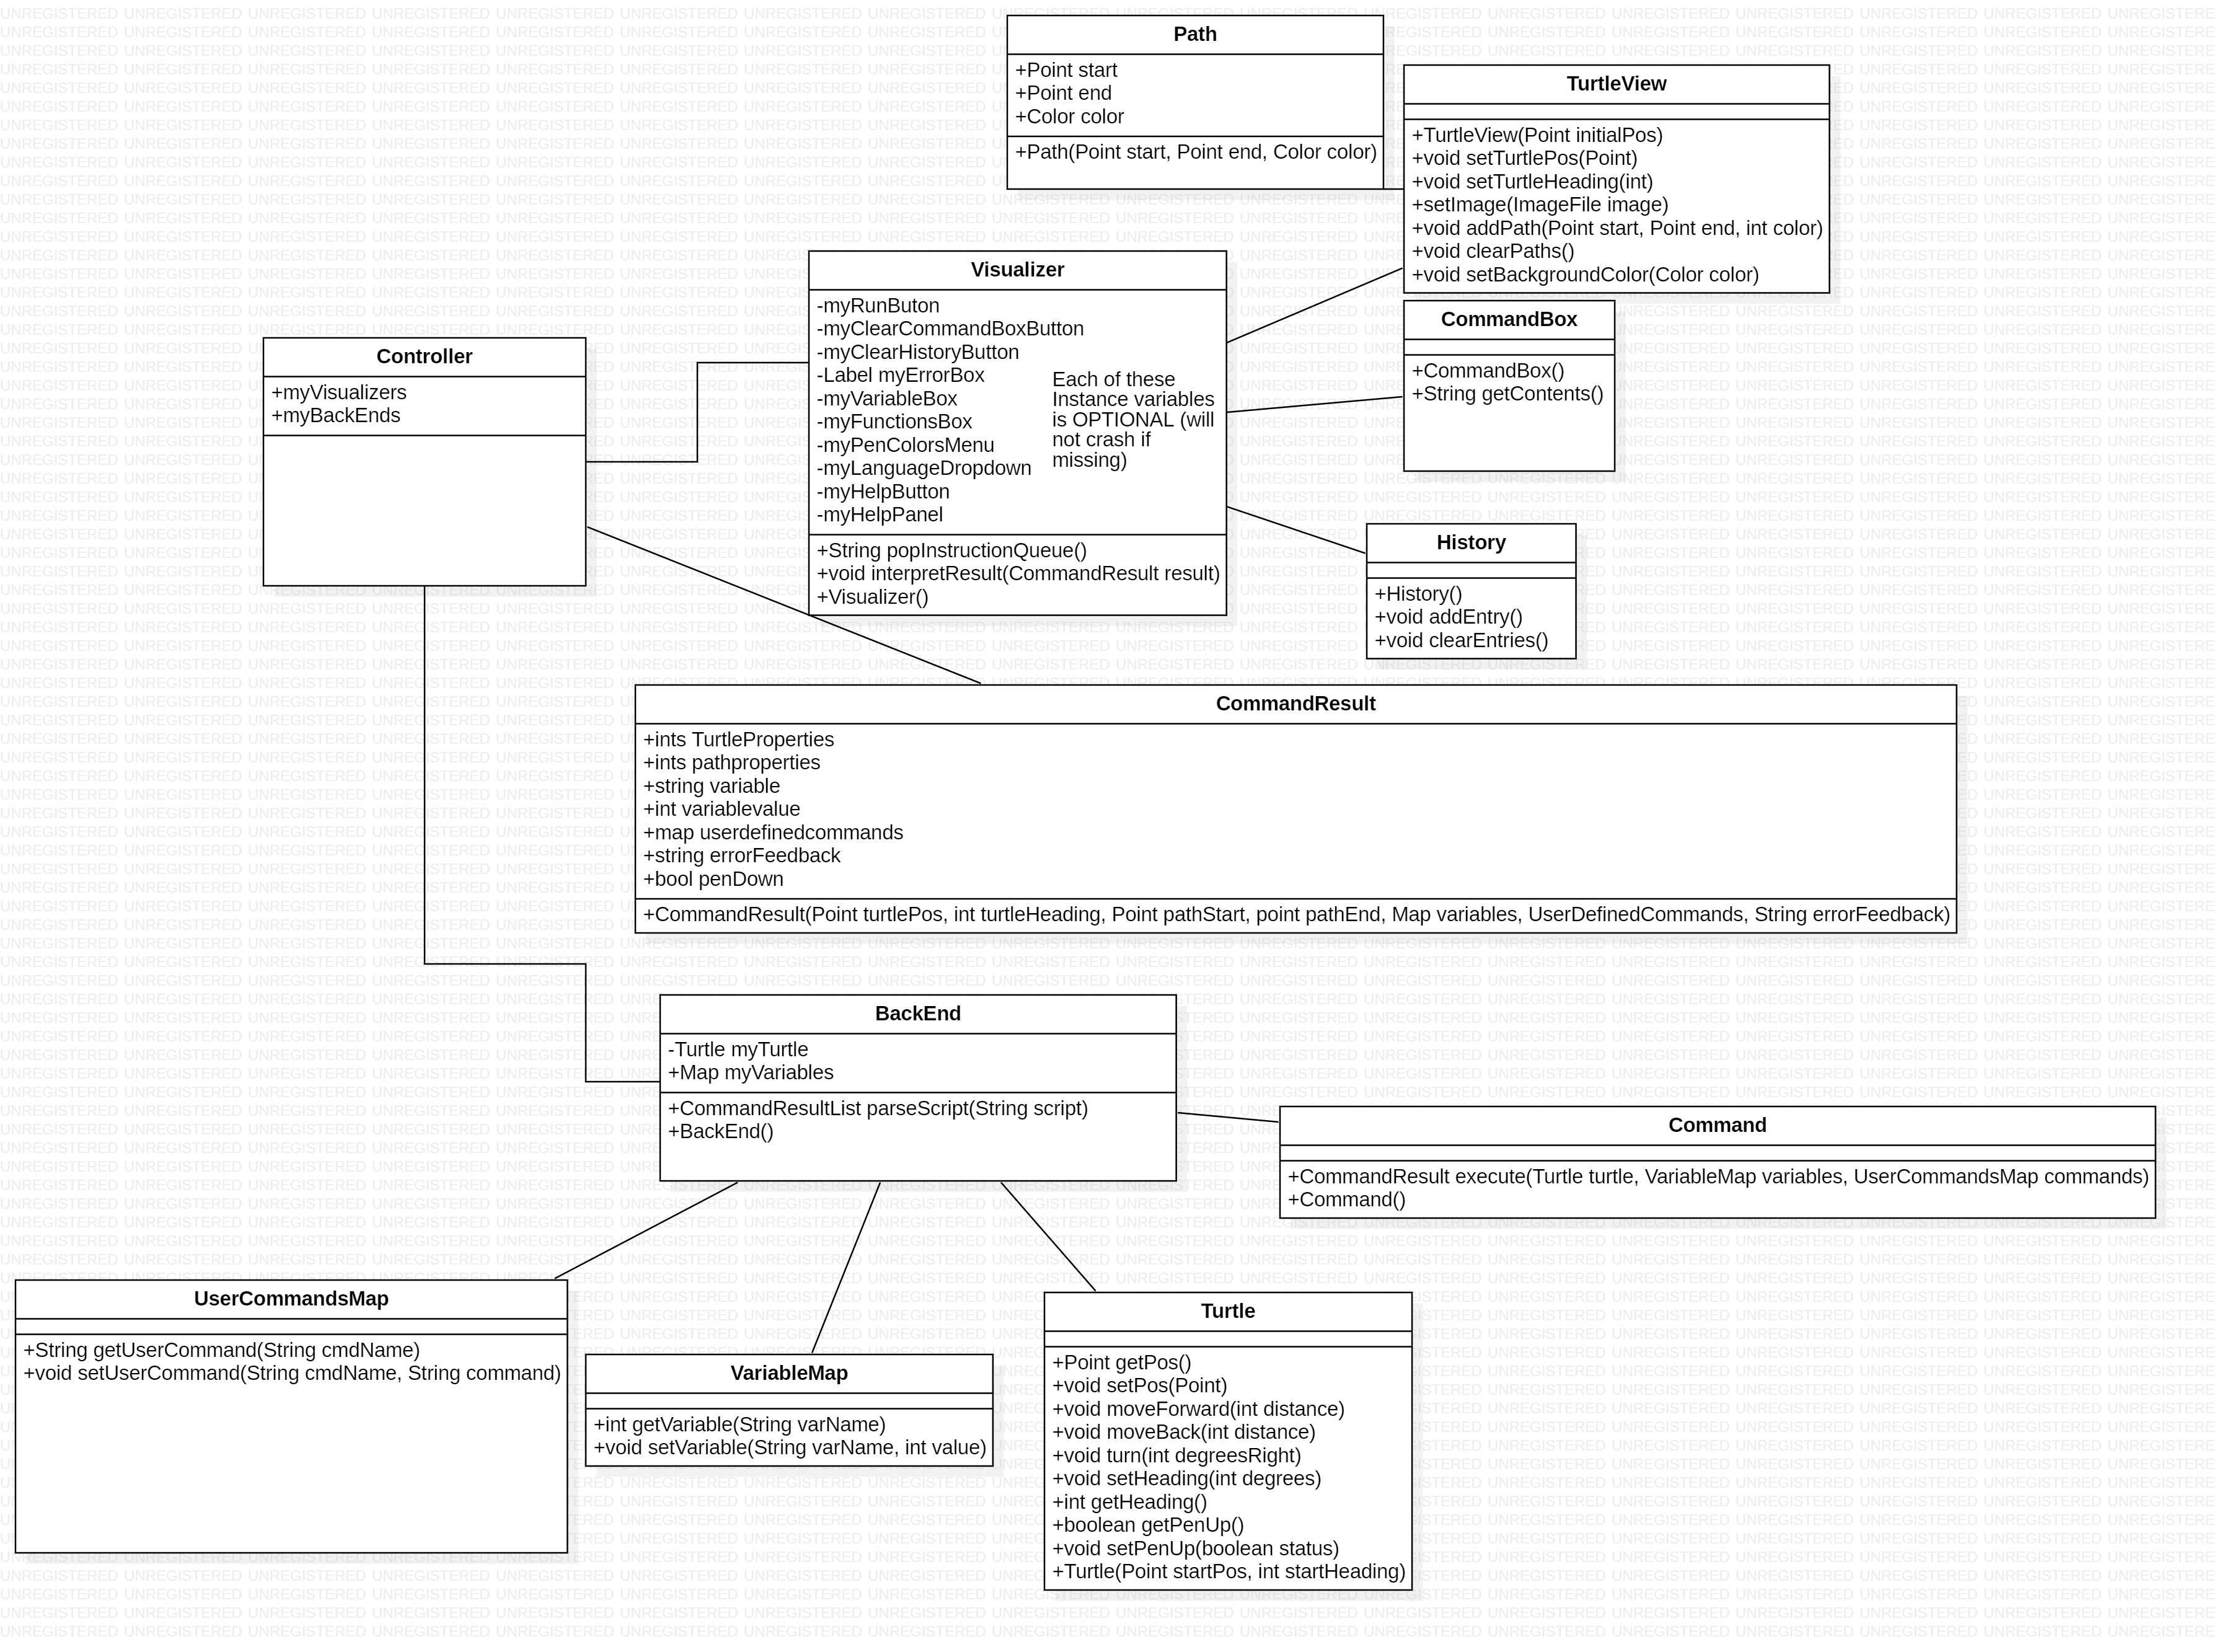 Path
+Point start
+Point end
+Color color
+Path(Point start, Point end, Color color)
TurtleView
+TurtleView(Point initialPos)
+void setTurtlePos(Point)
+void setTurtleHeading(int)
+setImage(ImageFile image)
+void addPath(Point start, Point end, int color)
+void clearPaths()
+void setBackgroundColor(Color color)
Visualizer
-myRunButon
-myClearCommandBoxButton
-myClearHistoryButton
-Label myErrorBox
-myVariableBox
-myFunctionsBox
-myPenColorsMenu
-myLanguageDropdown
-myHelpButton
-myHelpPanel
Each of these
Instance variables
is OPTIONAL (will
not crash if
missing)
+String popInstructionQueue()
+void interpretResult(CommandResult result)
+Visualizer()
CommandBox
+CommandBox()
+String getContents()
Controller
+myVisualizers
+myBackEnds
History
+History()
+void addEntry()
+void clearEntries()
CommandResult
+ints TurtleProperties
+ints pathproperties
+string variable
+int variablevalue
+map userdefinedcommands
+string errorFeedback
+bool penDown
+CommandResult(Point turtlePos, int turtleHeading, Point pathStart, point pathEnd, Map variables, UserDefinedCommands, String errorFeedback)
BackEnd
-Turtle myTurtle
+Map myVariables
+CommandResultList parseScript(String script)
+BackEnd()
Command
+CommandResult execute(Turtle turtle, VariableMap variables, UserCommandsMap commands)
+Command()
UserCommandsMap
+String getUserCommand(String cmdName)
+void setUserCommand(String cmdName, String command)
VariableMap
+int getVariable(String varName)
+void setVariable(String varName, int value)
Turtle
+Point getPos()
+void setPos(Point)
+void moveForward(int distance)
+void moveBack(int distance)
+void turn(int degreesRight)
+void setHeading(int degrees)
+int getHeading()
+boolean getPenUp()
+void setPenUp(boolean status)
+Turtle(Point startPos, int startHeading)